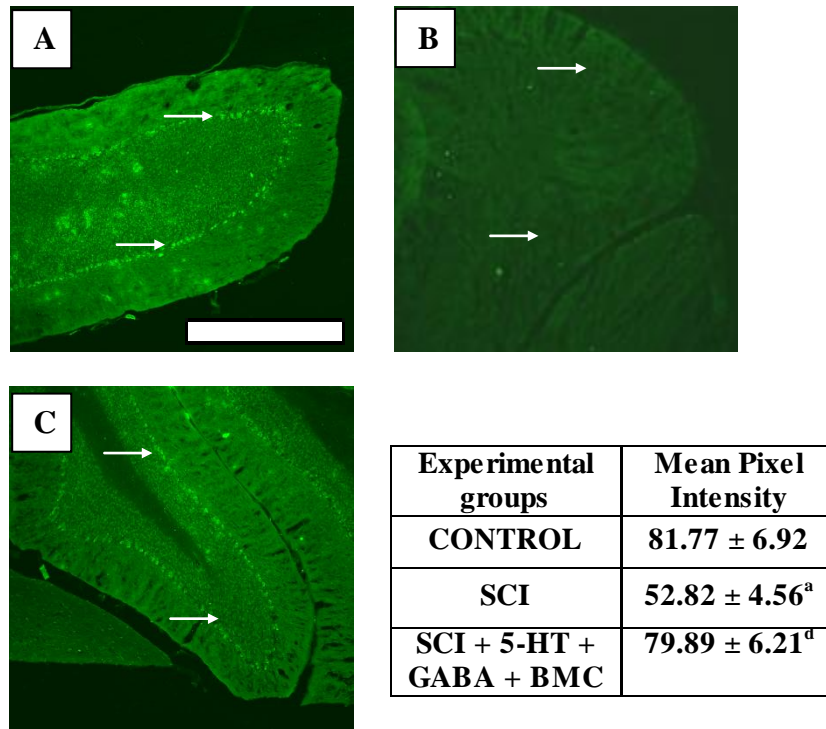 A
B
C
Experimental groups
Mean Pixel Intensity
CONTROL
81.77 ± 6.92
SCI
52.82 ± 4.56a
SCI + 5-HT +
GABA + BMC
79.89 ± 6.21d